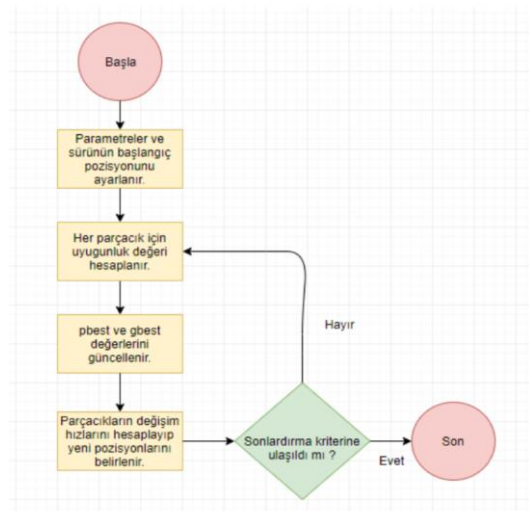 Başla
Parametreler ve
sürünün başlangıç
pozisyonunu
ayarlanır.
Her parçacık için
uyugunluk değeri
hesaplanır.
pbest ve gbest
değerlerini
güncellenir.
Parçacıkların değişim
hızlarını hesaplayıp
yeni pozisyonlarını
belirlenir.
Sonlardırma kriterine
ulaşıldı mı ?
Hayır
Evet
Son